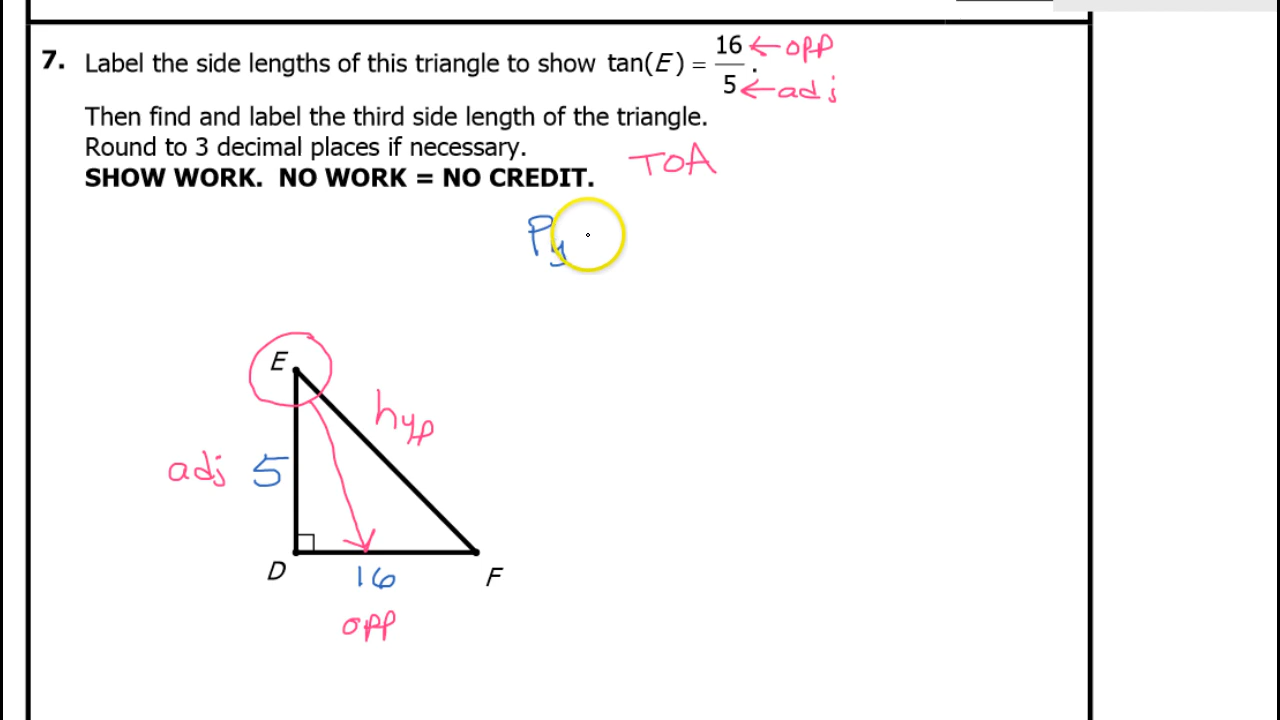 7. Label the side lengths of this triangle to show tan(E) = 16/5. ←opp ←adj
Then find and label the third side length of the triangle.
Round to 3 decimal places if necessary.
SHOW WORK. NO WORK = NO CREDIT.
TOA
Py
E
hyp
adj 5
D
16
F
opp